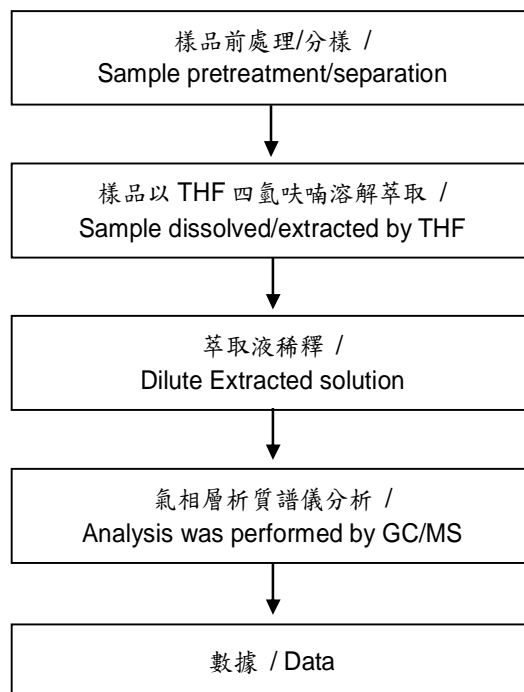 樣品前處理/分樣 /
Sample pretreatment/separation
樣品以 THF 四氫呋喃溶解萃取 /
Sample dissolved/extracted by THF
萃取液稀釋 /
Dilute Extracted solution
氣相層析質譜儀分析 /
Analysis was performed by GC/MS
數據 / Data